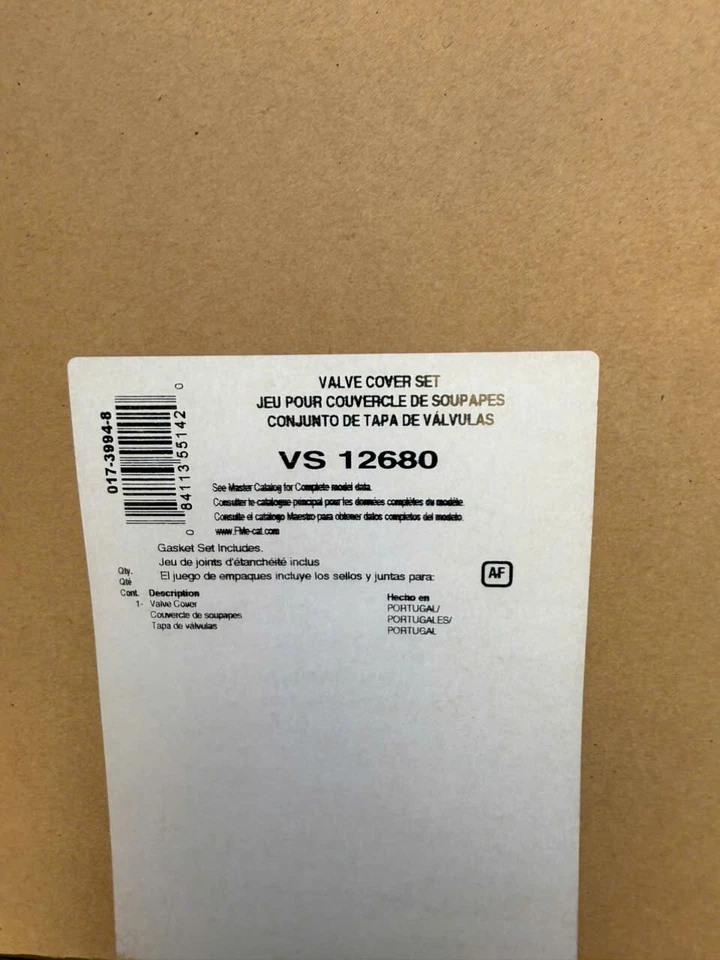 VALVE COVER SET
JEU POUR COUVERCLE DE SOUPAPES
CONJUNTO DE TAPA DE VÁLVULAS
017-3994-8
0 84113 55142 0
VS 12680
See Master Catalog for Complete model data.
Consulter le catalogue principal pour les données complètes du modèle.
Consulte el catálogo Maestro para obtener datos completos del modelo.
www.FMe-cat.com
Gasket Set Includes.
Jeu de joints d'étanchéité inclus
El juego de empaques incluye los sellos y juntas para:
AF
Qty.
Qté
Cont. Description
1- Valve Cover
Couvercle de soupapes
Tapa de válvulas
Hecho en
PORTUGAL/
PORTUGALES/
PORTUGAL